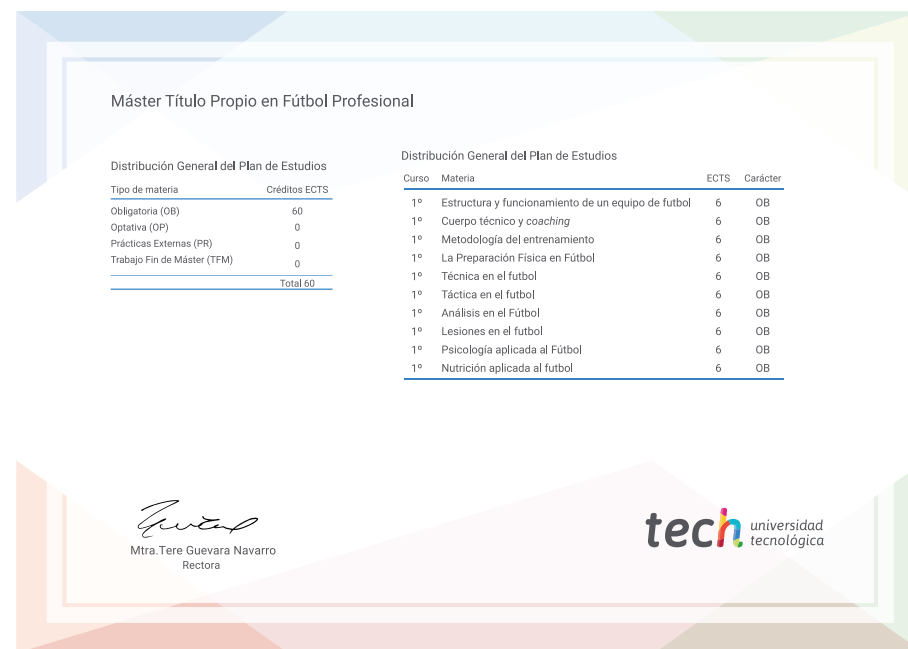 Máster Título Propio en Fútbol Profesional
Distribución General del Plan de Estudios
Tipo de materia Créditos ECTS
Obligatoria (OB) 60
Optativa (OP) 0
Prácticas Externas (PR) 0
Trabajo Fin de Máster (TFM) 0
Total 60
Distribución General del Plan de Estudios
Curso Materia ECTS Carácter
1º Estructura y funcionamiento de un equipo de futbol 6 OB
1º Cuerpo técnico y coaching 6 OB
1º Metodología del entrenamiento 6 OB
1º La Preparación Física en Fútbol 6 OB
1º Técnica en el futbol 6 OB
1º Táctica en el futbol 6 OB
1º Análisis en el Fútbol 6 OB
1º Lesiones en el futbol 6 OB
1º Psicología aplicada al Fútbol 6 OB
1º Nutrición aplicada al futbol 6 OB
Mtra.Tere Guevara Navarro
Rectora
tech universidad
tecnológica